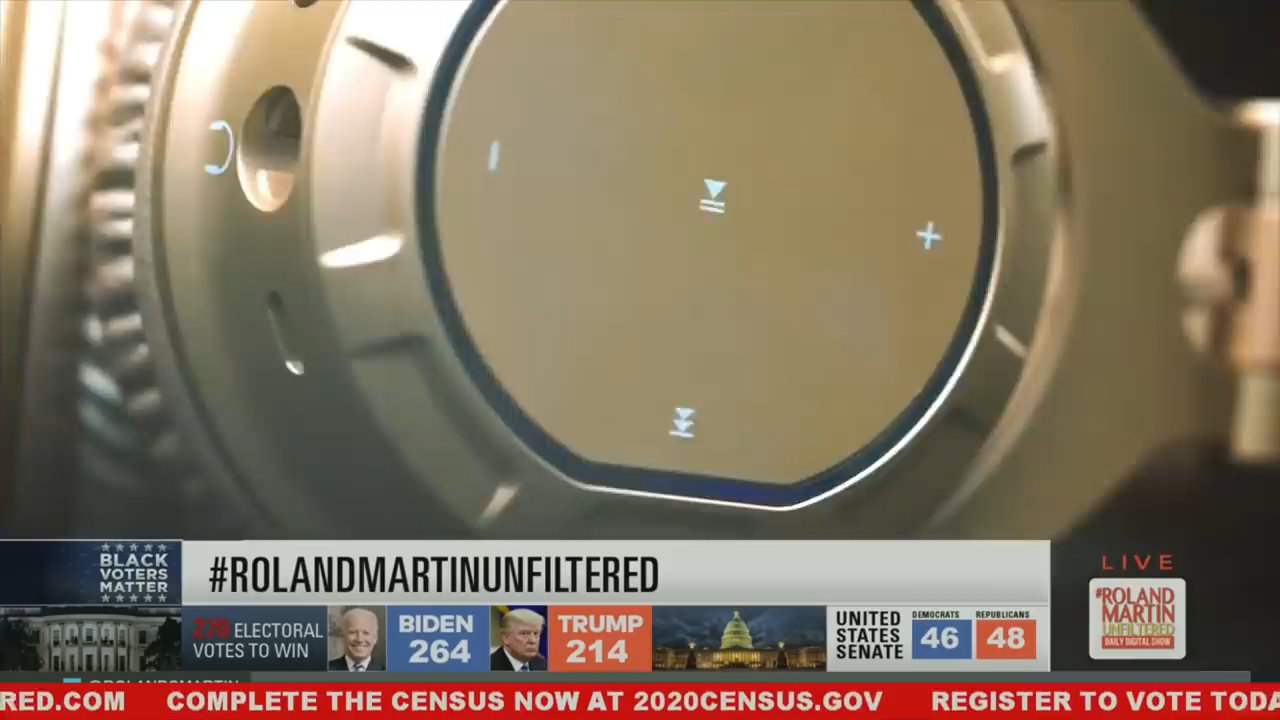 BLACK
VOTERS
MATTER
#ROLANDMARTINUNFILTERED
LIVE
#ROLAND
MARTIN
UNFILTERED
DAILY DIGITAL SHOW
270 ELECTORAL
VOTES TO WIN
BIDEN
264
TRUMP
214
UNITED
STATES
SENATE
DEMOCRATS
46
REPUBLICANS
48
@ROLANDSMARTIN
RED.COM COMPLETE THE CENSUS NOW AT 2020CENSUS.GOV REGISTER TO VOTE TODA